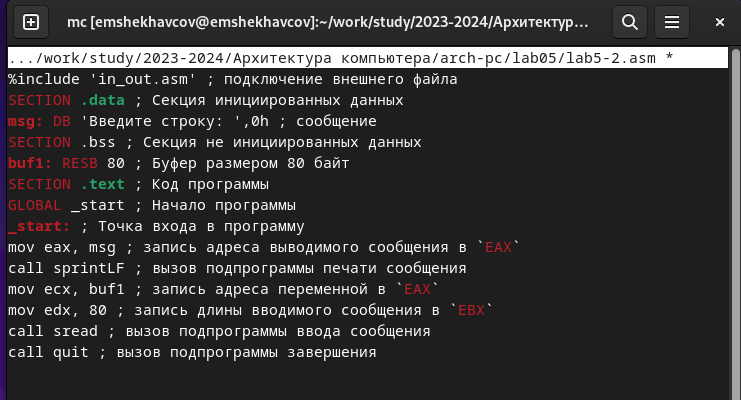 mc [emshekhavcov@emshekhavcov]:~/work/study/2023-2024/Архитектур...
.../work/study/2023-2024/Архитектура компьютера/arch-pc/lab05/lab5-2.asm *
%include 'in_out.asm' ; подключение внешнего файла
SECTION .data ; Секция инициированных данных
msg: DB 'Введите строку: ',0h ; сообщение
SECTION .bss ; Секция не инициированных данных
buf1: RESB 80 ; Буфер размером 80 байт
SECTION .text ; Код программы
GLOBAL _start ; Начало программы
_start: ; Точка входа в программу
mov eax, msg ; запись адреса выводимого сообщения в `EAX`
call sprintLF ; вызов подпрограммы печати сообщения
mov ecx, buf1 ; запись адреса переменной в `EAX`
mov edx, 80 ; запись длины вводимого сообщения в `EBX`
call sread ; вызов подпрограммы ввода сообщения
call quit ; вызов подпрограммы завершения